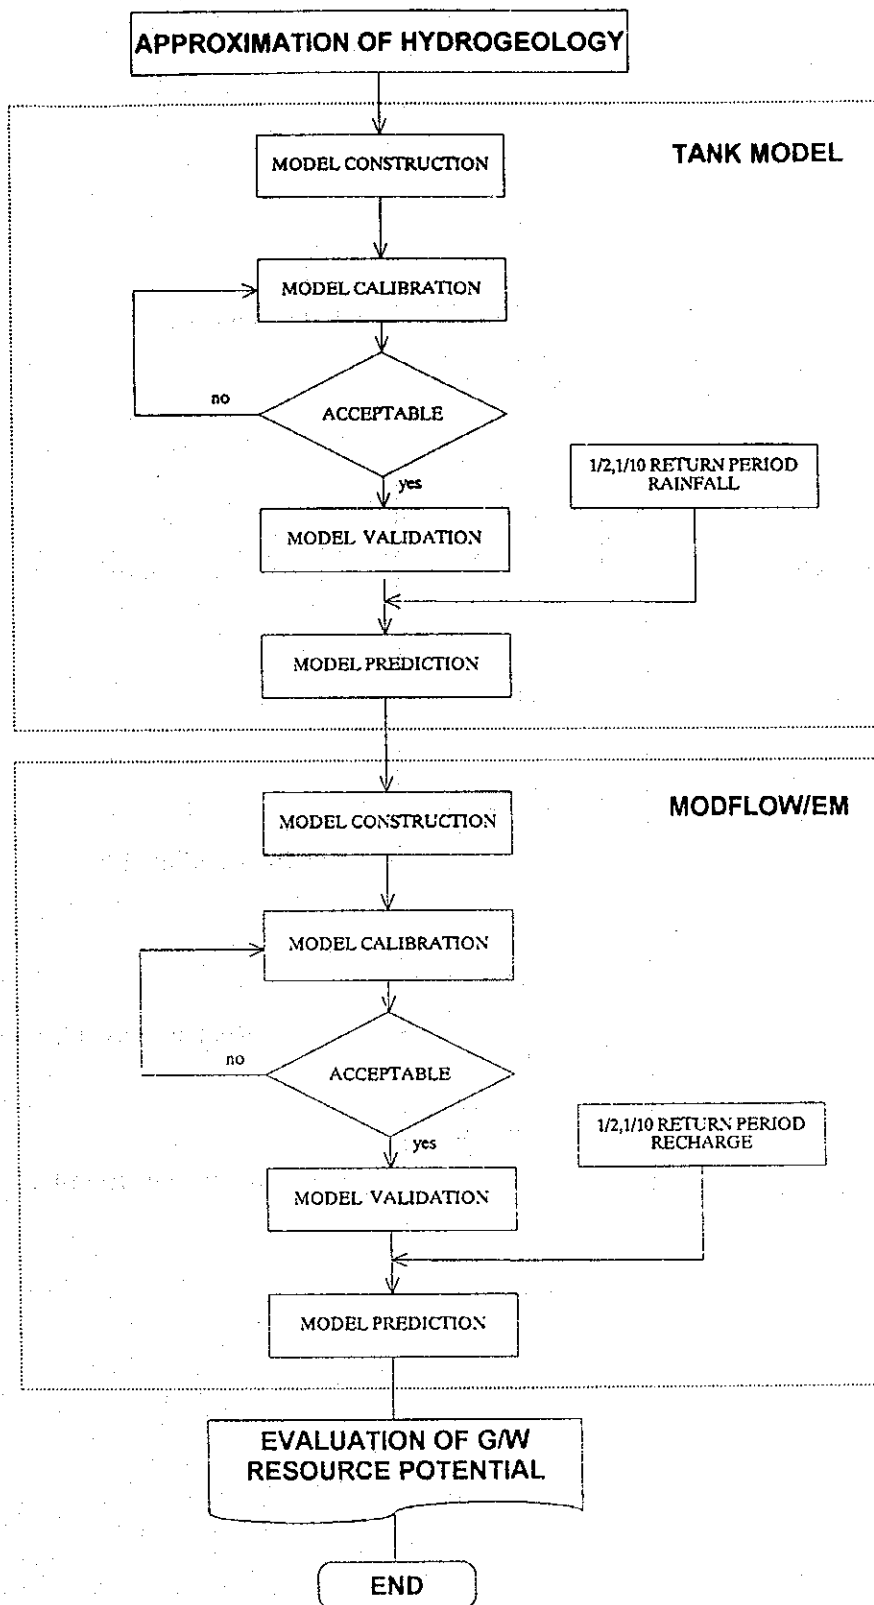 APPROXIMATION OF HYDROGEOLOGY
TANK MODEL
MODEL CONSTRUCTION
MODEL CALIBRATION
no
ACCEPTABLE
yes
1/2,1/10 RETURN PERIOD
RAINFALL
MODEL VALIDATION
MODEL PREDICTION
MODFLOW/EM
MODEL CONSTRUCTION
MODEL CALIBRATION
no
ACCEPTABLE
yes
1/2,1/10 RETURN PERIOD
RECHARGE
MODEL VALIDATION
MODEL PREDICTION
EVALUATION OF G/W
RESOURCE POTENTIAL
END